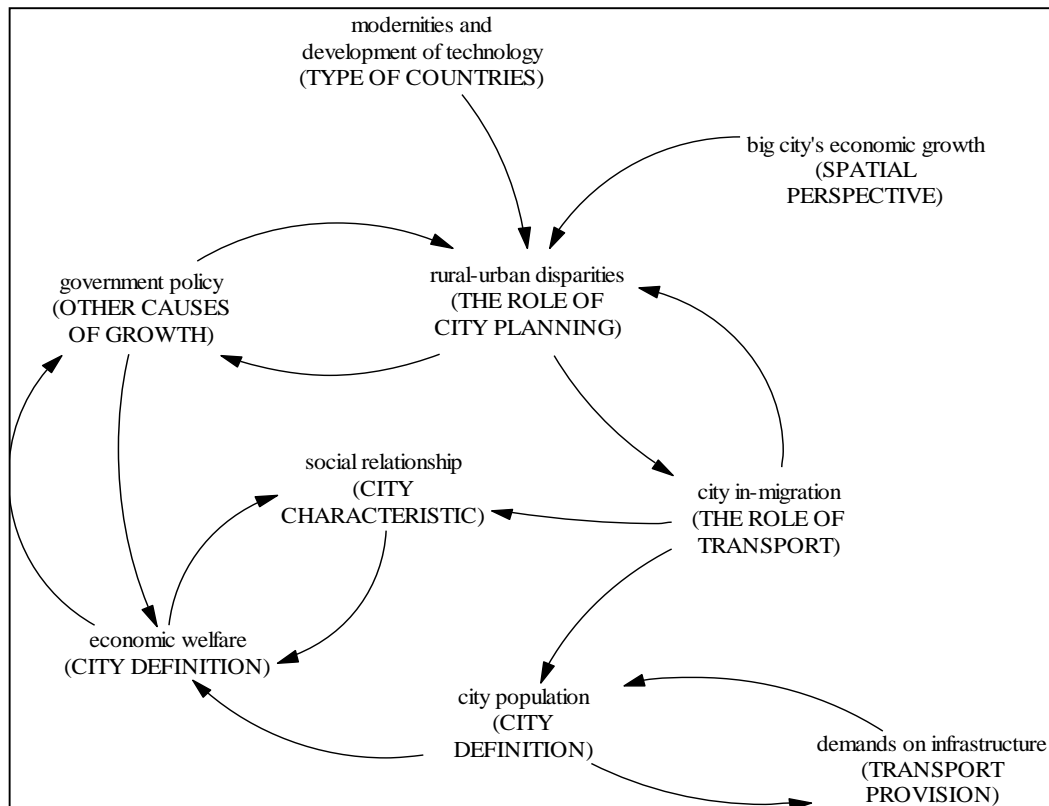 modernities and
development of technology
(TYPE OF COUNTRIES)
big city's economic growth
(SPATIAL
PERSPECTIVE)
government policy
(OTHER CAUSES
OF GROWTH)
rural-urban disparities
(THE ROLE OF
CITY PLANNING)
social relationship
(CITY
CHARACTERISTIC)
city in-migration
(THE ROLE OF
TRANSPORT)
economic welfare
(CITY DEFINITION)
city population
(CITY
DEFINITION)
demands on infrastructure
(TRANSPORT
PROVISION)